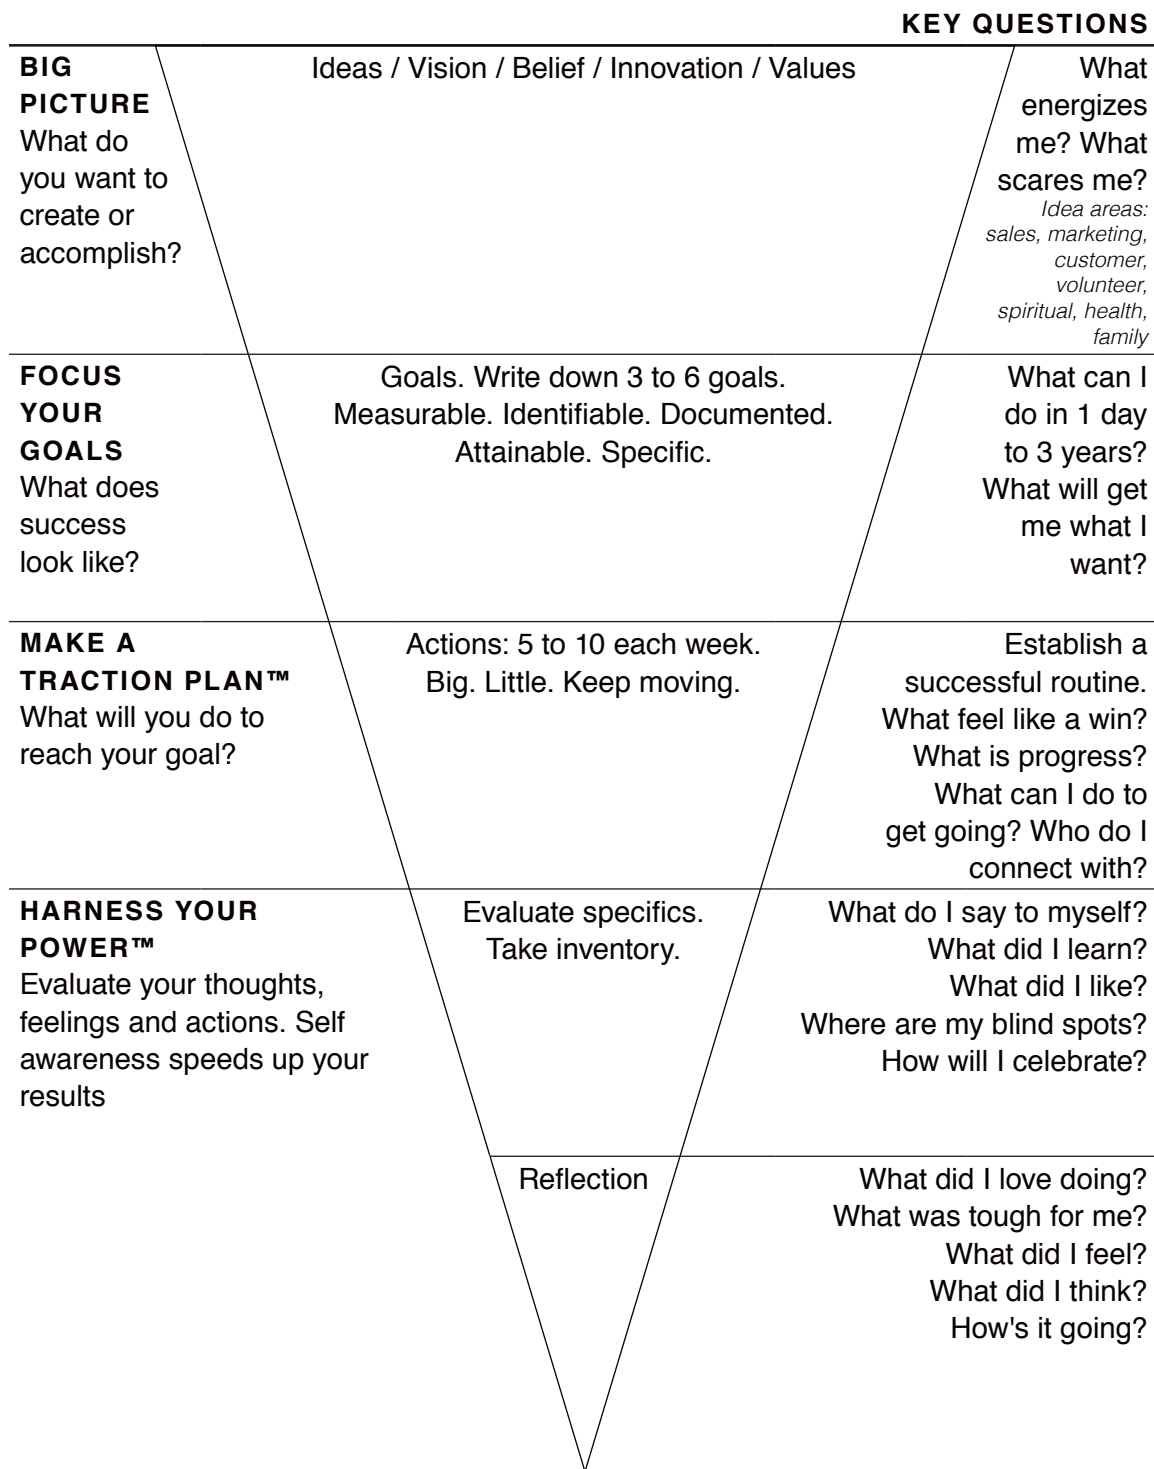 KEY QUESTIONS
BIG
PICTURE
What do
you want to
create or
accomplish?
Ideas / Vision / Belief / Innovation / Values
What
energizes
me? What
scares me?
Idea areas:
sales, marketing,
customer,
volunteer,
spiritual, health,
family
FOCUS
YOUR
GOALS
What does
success
look like?
Goals. Write down 3 to 6 goals.
Measurable. Identifiable. Documented.
Attainable. Specific.
What can I
do in 1 day
to 3 years?
What will get
me what I
want?
MAKE A
TRACTION PLAN™
What will you do to
reach your goal?
Actions: 5 to 10 each week.
Big. Little. Keep moving.
Establish a
successful routine.
What feel like a win?
What is progress?
What can I do to
get going? Who do I
connect with?
HARNESS YOUR
POWER™
Evaluate your thoughts,
feelings and actions. Self
awareness speeds up your
results
Evaluate specifics.
Take inventory.
What do I say to myself?
What did I learn?
What did I like?
Where are my blind spots?
How will I celebrate?
Reflection
What did I love doing?
What was tough for me?
What did I feel?
What did I think?
How's it going?